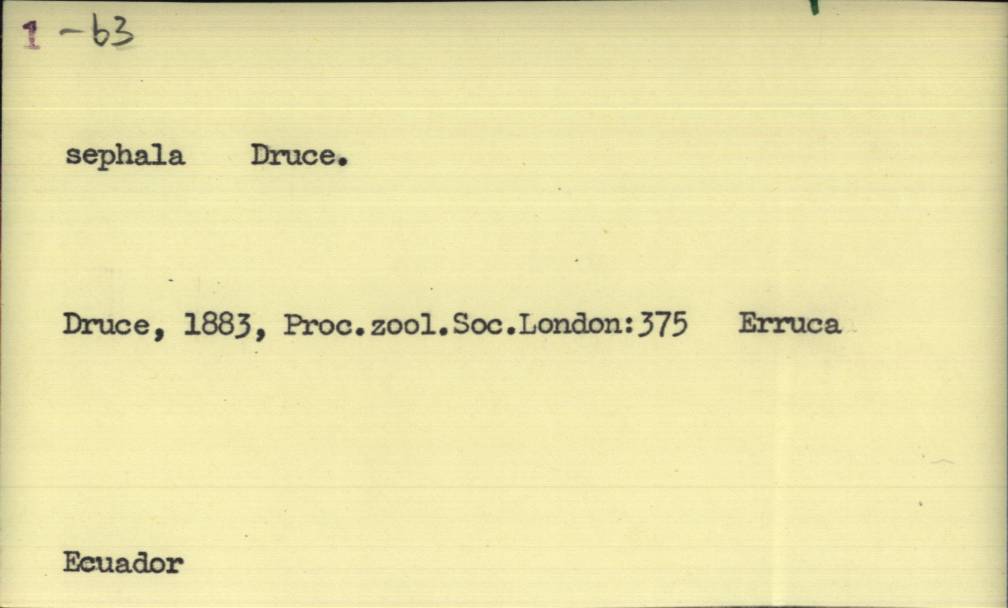 1 -63
sephala Druce.
Druce, 1883, Proc.zool.Soc.London:375 Erruca
Ecuador